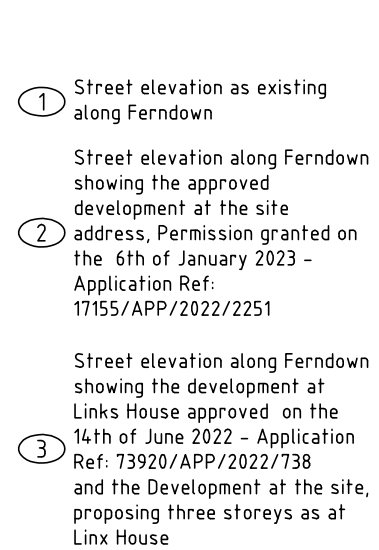 1
Street elevation as existing
along Ferndown
2
Street elevation along Ferndown
showing the approved
development at the site
address, Permission granted on
the  6th of January 2023 -
Application Ref:
17155/APP/2022/2251
3
Street elevation along Ferndown
showing the development at
Links House approved  on the
14th of June 2022 - Application
Ref: 73920/APP/2022/738
and the Development at the site,
proposing three storeys as at
Linx House